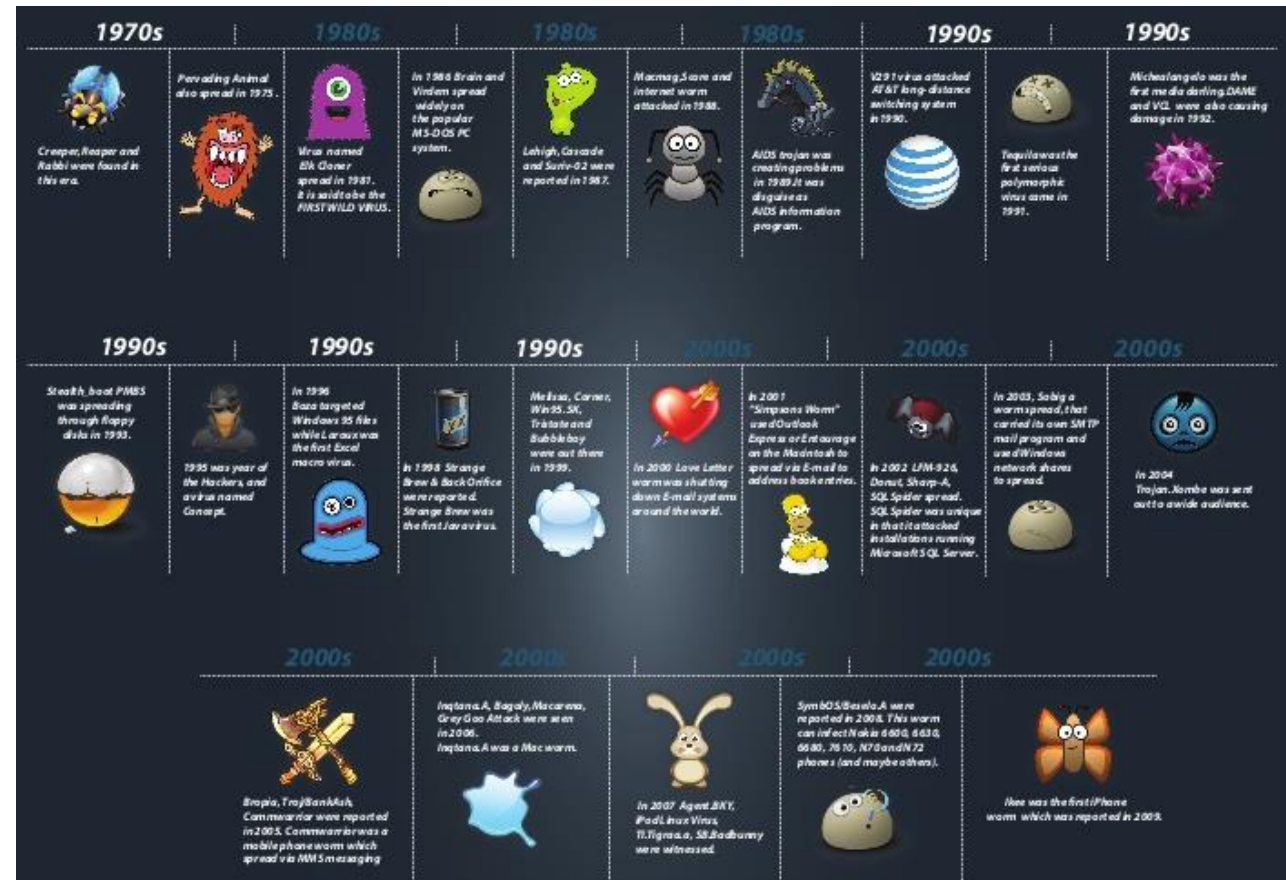 1970s 1980s 1980s 1980s 1990s 1990s
Creeper, Reaper and
Rabbi were found in
this era.
Pervading Animal
also spread in 1975.
Virus named
Elk Cloner
spread in 1981.
It is said to be the
FIRST WILD VIRUS.
In 1986 Brain and
Virdem spread
widely on
the popular
MS-DOS PC
system.
Lehigh, Cascade
and Suriv-02 were
reported in 1987.
Macmag, Score and
internet worm
attacked in 1988.
AIDS trojan was
creating problems
in 1989.It was
disguise as
AIDS information
program.
V291 virus attacked
AT&T long-distance
switching system
in 1990.
Tequila was the
first serious
polymorphic
virus came in
1991.
Michealangelo was the
first media darling. DAME
and VCL were also causing
damage in 1992.
1990s 1990s 1990s 2000s 2000s 2000s
Stealth_boot PMBS
was spreading
through floppy
disks in 1993.
1995 was year of
the Hackers, and
a virus named
Concept.
In 1996
Boza targeted
Windows 95 files
while Laroux was
the first Excel
macro virus.
In 1998 Strange
Brew & Back Orifice
were reported.
Strange Brew was
the first Java virus.
Melissa, Corner,
Win95.SK,
Tristate and
Bubbleboy
were out there
in 1999.
In 2000 Love Letter
worm was shutting
down E-mail systems
around the world.
In 2001
"Simpsons Worm"
used Outlook
Express or Entourage
on the Macintosh to
spread via E-mail to
address book entries.
In 2002 LFM-926,
Donut, Sharp-A,
SQL Spider spread.
SQL Spider was unique
in that it attacked
installations running
Microsoft SQL Server.
In 2003, Sobig a
worm spread, that
carried its own SMTP
mail program and
used Windows
network shares
to spread.
In 2004
Trojan.Xombe was sent
out to a wide audience.
2000s 2000s 2000s 2000s
Bropia, Troj/BankAsh,
Commwarrior were reported
in 2005. Commwarrior was a
mobile phone worm which
spread via MMS messaging
Inqtana.A, Bagoly, Macarena,
Grey Goo Attack were seen
in 2006.
Inqtana.A was a Mac worm.
In 2007 Agent.BKY,
iPod Linux Virus,
TI.Tigraa.a, SB.Badbunny
were witnessed.
SymbOS/Beselo.A were
reported in 2008. This worm
can infect Nokia 6600, 6630,
6680, 7610, N70 and N72
phones (and maybe others).
Ikee was the first iPhone
worm which was reported in 2009.